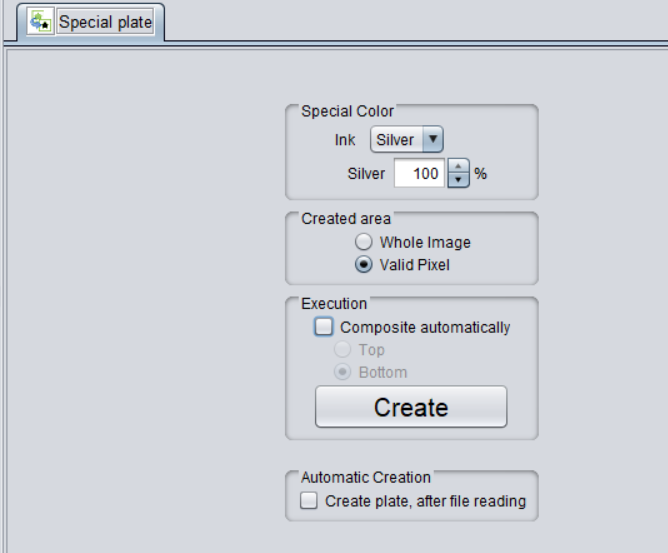 Special plate
Special Color
Ink Silver
Silver 100 %
Created area
Whole Image
Valid Pixel
Execution
Composite automatically
Top
Bottom
Create
Automatic Creation
Create plate, after file reading